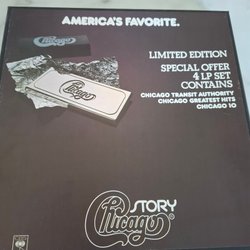 AMERICA'S FAVORITE.
LIMITED EDITION
SPECIAL OFFER
4 LP SET
CONTAINS
CHICAGO TRANSIT AUTHORITY
CHICAGO GREATEST HITS
CHICAGO 10
Chicago
Chicago
STORY
Chicago®
CBS